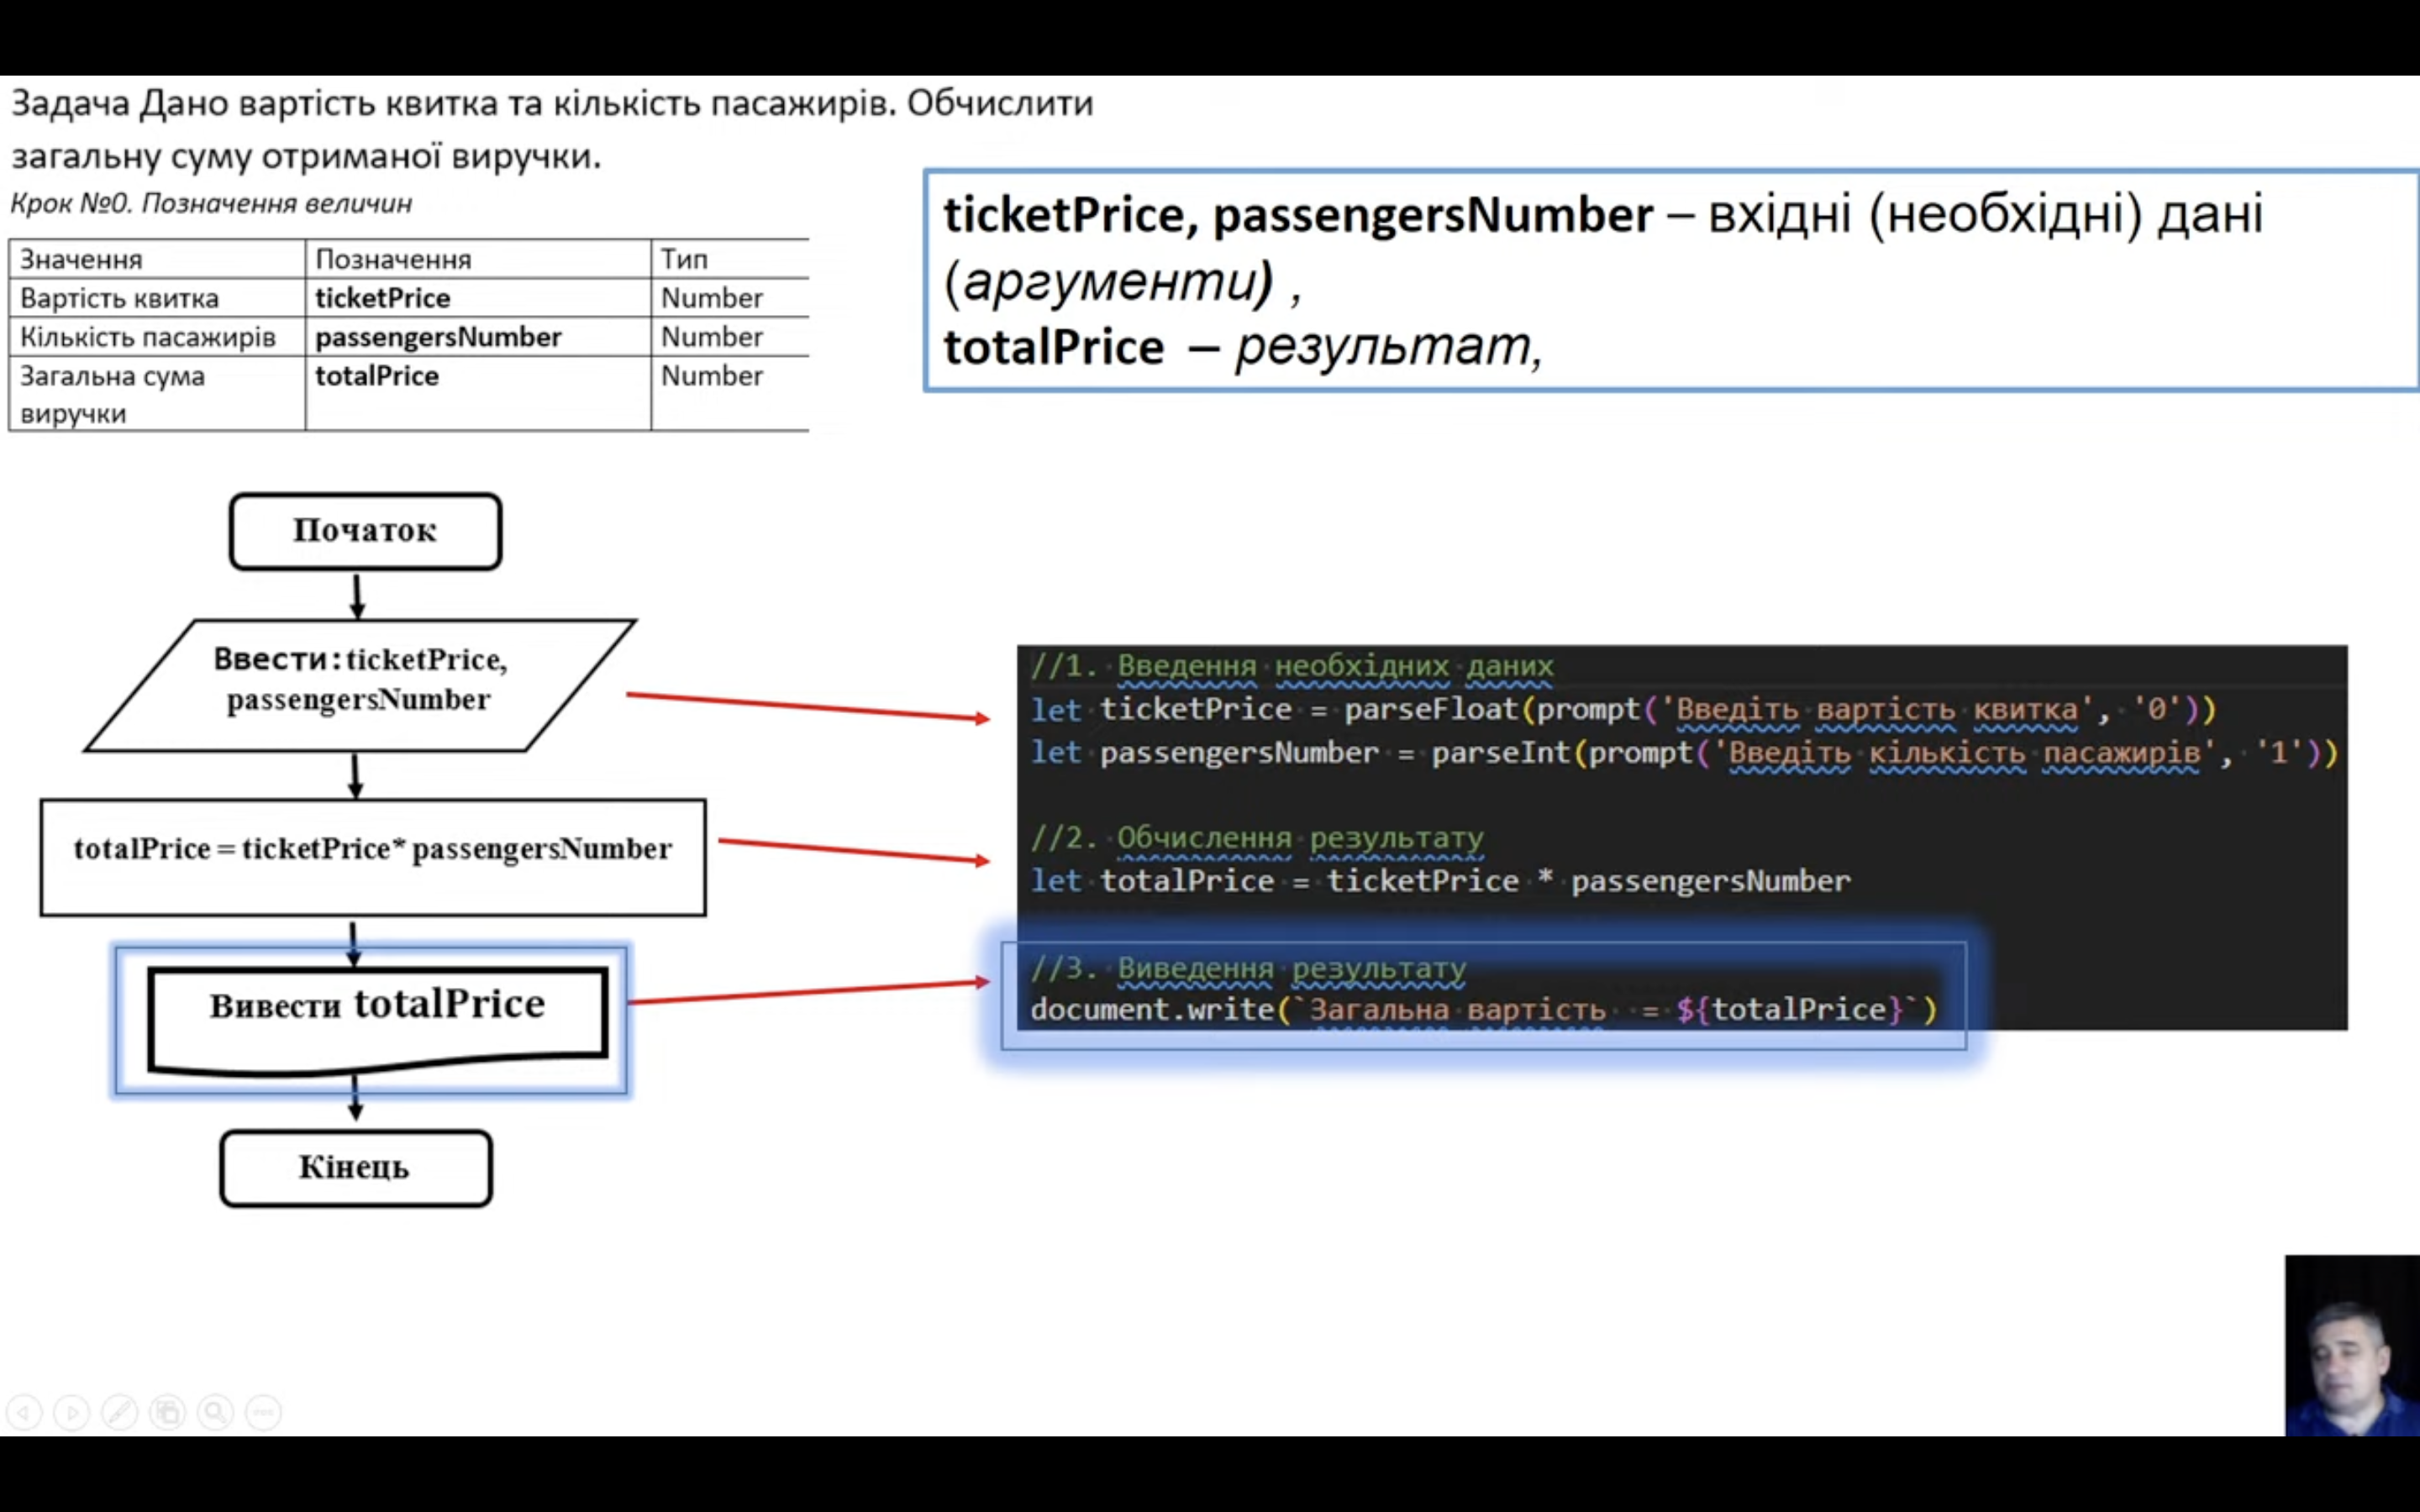 Задача Дано вартість квитка та кількість пасажирів. Обчислити
загальну суму отриманої виручки.
Крок №0. Позначення величин
Значення Позначення Тип
Вартість квитка ticketPrice Number
Кількість пасажирів passengersNumber Number
Загальна сума totalPrice Number
виручки
ticketPrice, passengersNumber – вхідні (необхідні) дані
(аргументи) ,
totalPrice – результат,
Початок
Ввести: ticketPrice,
passengersNumber
totalPrice = ticketPrice* passengersNumber
Вивести totalPrice
Кінець
//1. Введення необхідних даних
let ticketPrice = parseFloat(prompt('Введіть вартість квитка', '0'))
let passengersNumber = parseInt(prompt('Введіть кількість пасажирів', '1'))
//2. Обчислення результату
let totalPrice = ticketPrice * passengersNumber
//3. Виведення результату
document.write(`Загальна вартість  = ${totalPrice}`)